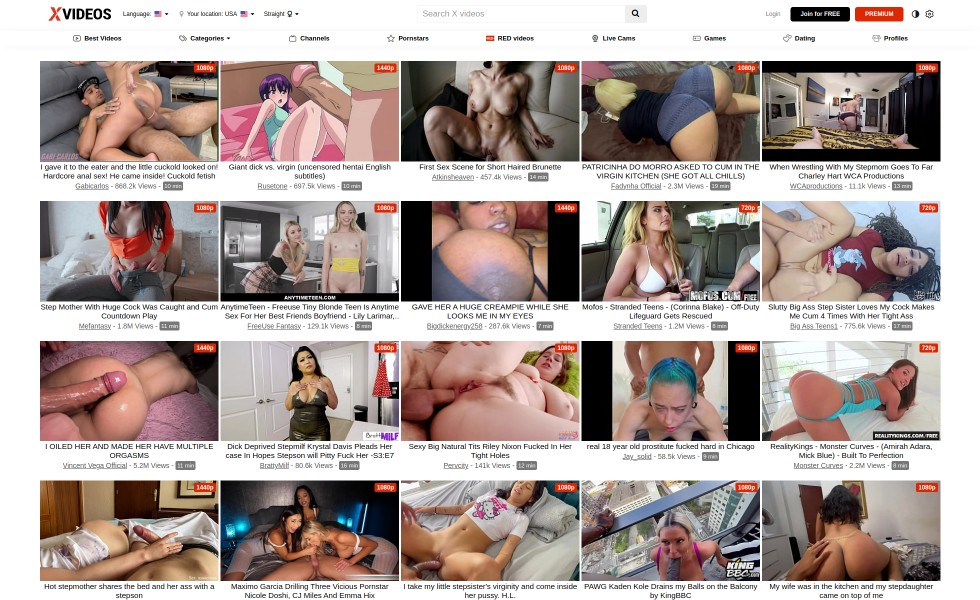 XVIDEOS
Language:
Your location: USA
Straight
Search X videos
Login
Join for FREE
PREMIUM
Best Videos
Categories
Channels
Pornstars
RED videos
Live Cams
Games
Dating
Profiles
1080p
1440p
1080p
1080p
1080p
I gave it to the eater and the little cuckold looked on!
Hardcore anal sex! He came inside! Cuckold fetish
Gabicarlos - 868.2k Views - 10 min
Giant dick vs. virgin (uncensored hentai English
subtitles)
Rusetone - 697.5k Views - 10 min
First Sex Scene for Short Haired Brunette
Atkinsheaven - 457.4k Views - 14 min
PATRICINHA DO MORRO ASKED TO CUM IN THE
VIRGIN KITCHEN (SHE GOT ALL CHILLS)
Fadynha Official - 2.3M Views - 19 min
When Wrestling With My Stepmom Goes To Far
Charley Hart WCA Productions
WCAproductions - 11.1k Views - 13 min
1080p
1080p
ANYTIMETEEN.COM
1440p
720p
MOFOS.COM/FREE
720p
Step Mother With Huge Cock Was Caught and Cum
Countdown Play
Mefantasy - 1.8M Views - 11 min
AnytimeTeen - Freeuse Tiny Blonde Teen Is Anytime
Sex For Her Best Friends Boyfriend - Lily Larimar,..
FreeUse Fantasy - 129.1k Views - 8 min
GAVE HER A HUGE CREAMPIE WHILE SHE
LOOKS ME IN MY EYES
Bigdickenergy258 - 287.6k Views - 7 min
Mofos - Stranded Teens - (Corinna Blake) - Off-Duty
Lifeguard Gets Rescued
Stranded Teens - 1.2M Views - 8 min
Slutty Big Ass Step Sister Loves My Cock Makes
Me Cum 4 Times With Her Tight Ass
Big Ass Teens1 - 775.6k Views - 17 min
1440p
1080p
BrattyMILF
1080p
1080p
720p
REALITYKINGS.COM/FREE
I OILED HER AND MADE HER HAVE MULTIPLE
ORGASMS
Vincent Vega Official - 5.2M Views - 11 min
Dick Deprived Stepmilf Krystal Davis Pleads Her
case In Hopes Stepson will Pitty Fuck Her -S3:E7
BrattyMilf - 80.6k Views - 16 min
Sexy Big Natural Tits Riley Nixon Fucked In Her
Tight Holes
Pervcity - 141k Views - 12 min
real 18 year old prostitute fucked hard in Chicago
Jay_solid - 58.5k Views - 9 min
RealityKings - Monster Curves - (Amirah Adara,
Mick Blue) - Built To Perfection
Monster Curves - 2.2M Views - 8 min
1440p
1080p
1080p
1080p
KING
BBC
1080p
Hot stepmother shares the bed and her ass with a
stepson
Maximo Garcia Drilling Three Vicious Pornstar
Nicole Doshi, CJ Miles And Emma Hix
I take my little stepsister's virginity and come inside
her pussy. H.L.
PAWG Kaden Kole Drains my Balls on the Balcony
by KingBBC
My wife was in the kitchen and my stepdaughter
came on top of me